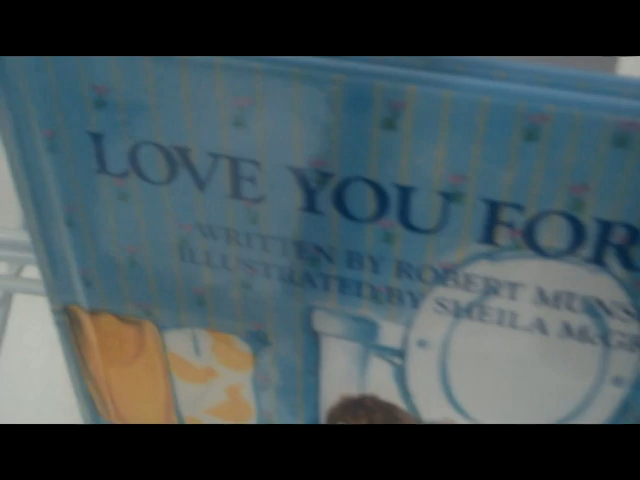 LOVE YOU FOR
WRITTEN BY ROBERT MUNS
ILLUSTRATED BY SHEILA McG